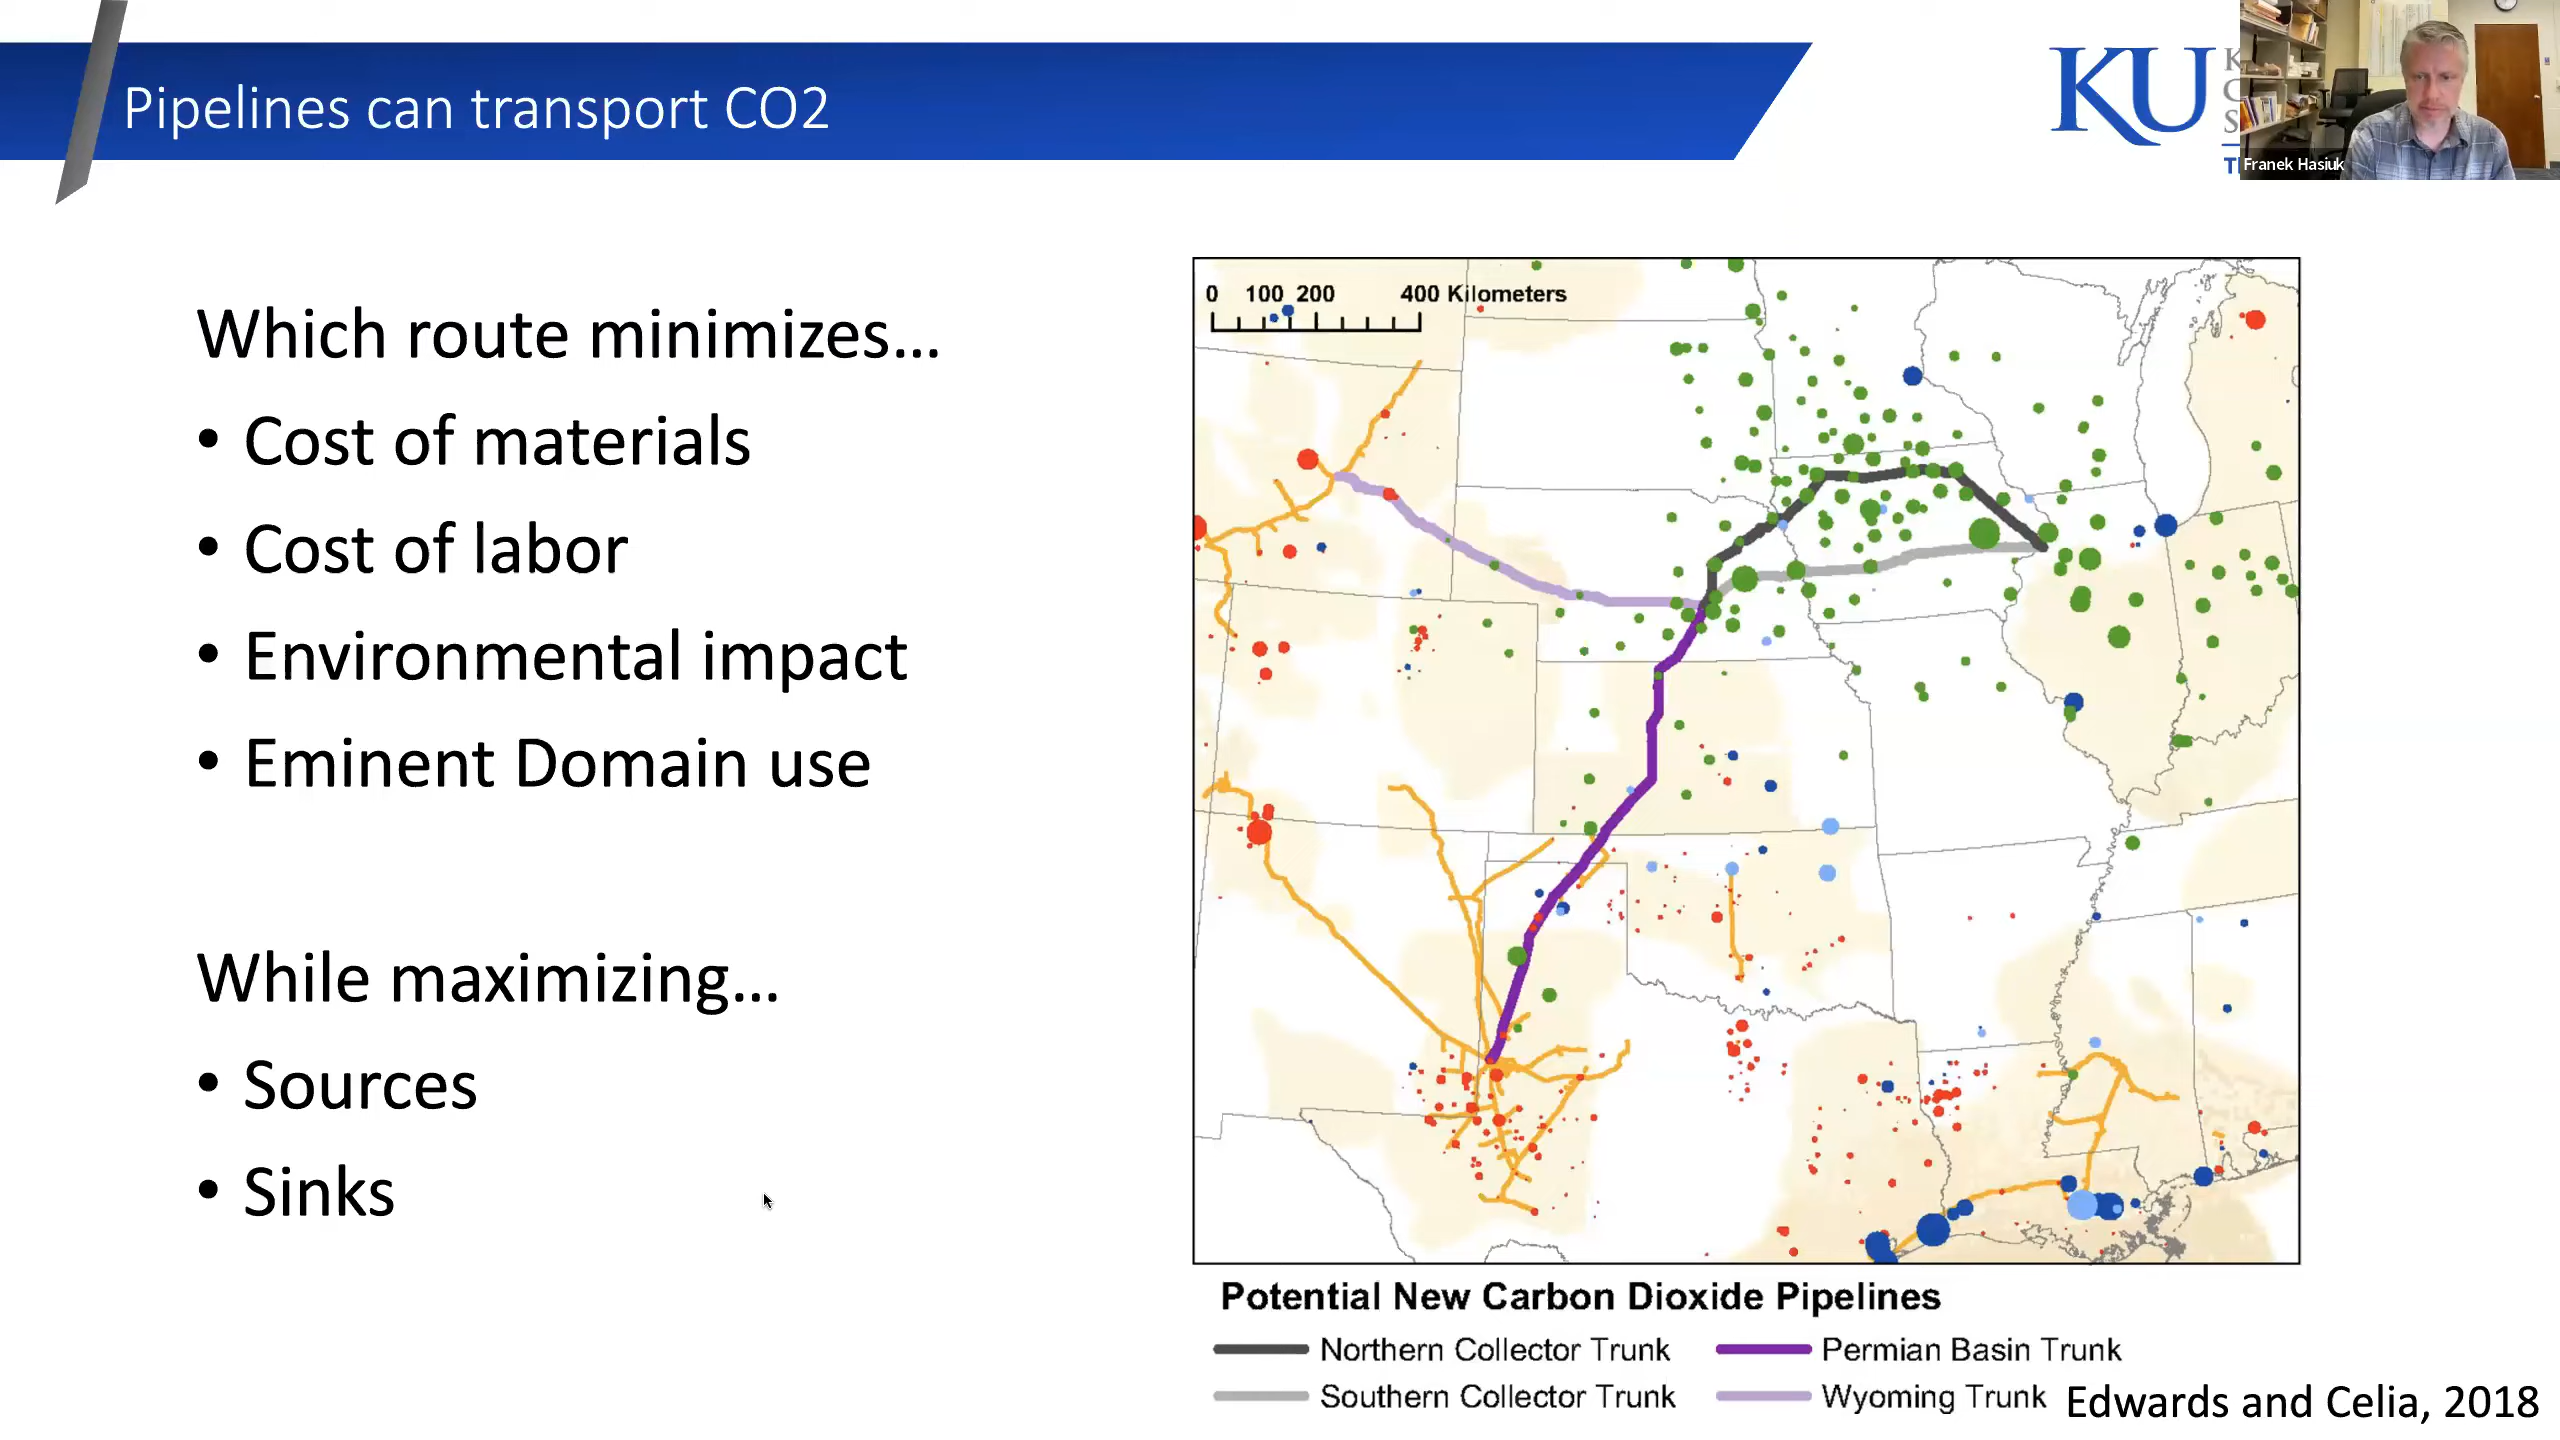 Pipelines can transport CO2
KU
Franek Hasiuk
Which route minimizes...
• Cost of materials
• Cost of labor
• Environmental impact
• Eminent Domain use
While maximizing...
• Sources
• Sinks
0 100 200 400 Kilometers
Potential New Carbon Dioxide Pipelines
Northern Collector Trunk
Permian Basin Trunk
Southern Collector Trunk
Wyoming Trunk
Edwards and Celia, 2018